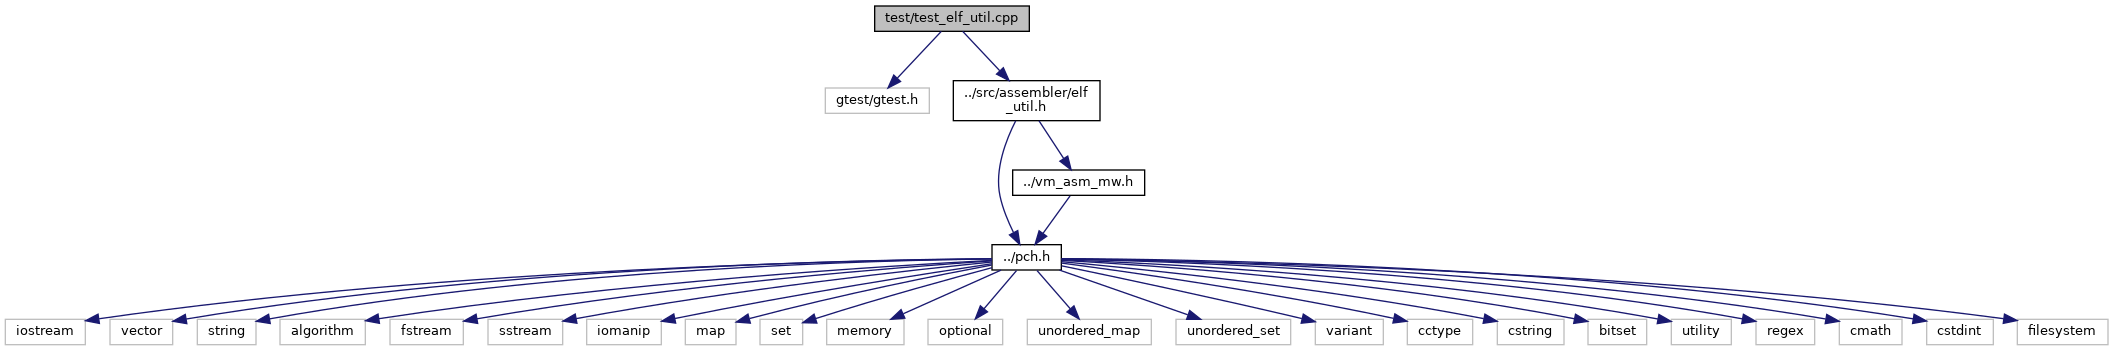 test/test_elf_util.cpp
gtest/gtest.h
../src/assembler/elf
_util.h
../vm_asm_mw.h
../pch.h
iostream
vector
string
algorithm
fstream
sstream
iomanip
map
set
memory
optional
unordered_map
unordered_set
variant
cctype
cstring
bitset
utility
regex
cmath
cstdint
filesystem